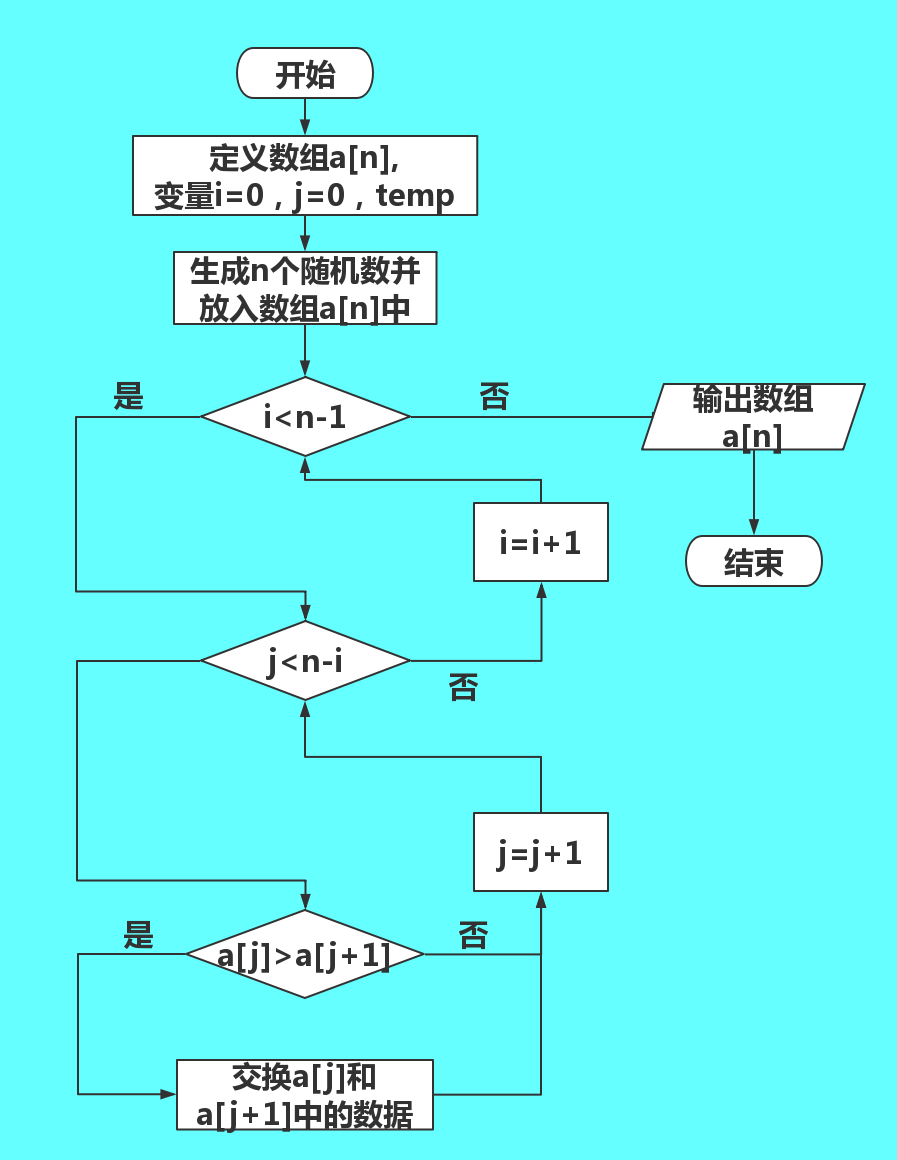 开始
定义数组a[n],
变量i=0，j=0，temp
生成n个随机数并
放入数组a[n]中
是
i<n-1
否
输出数组
a[n]
i=i+1
结束
j<n-i
否
j=j+1
是
a[j]>a[j+1]
否
交换a[j]和
a[j+1]中的数据